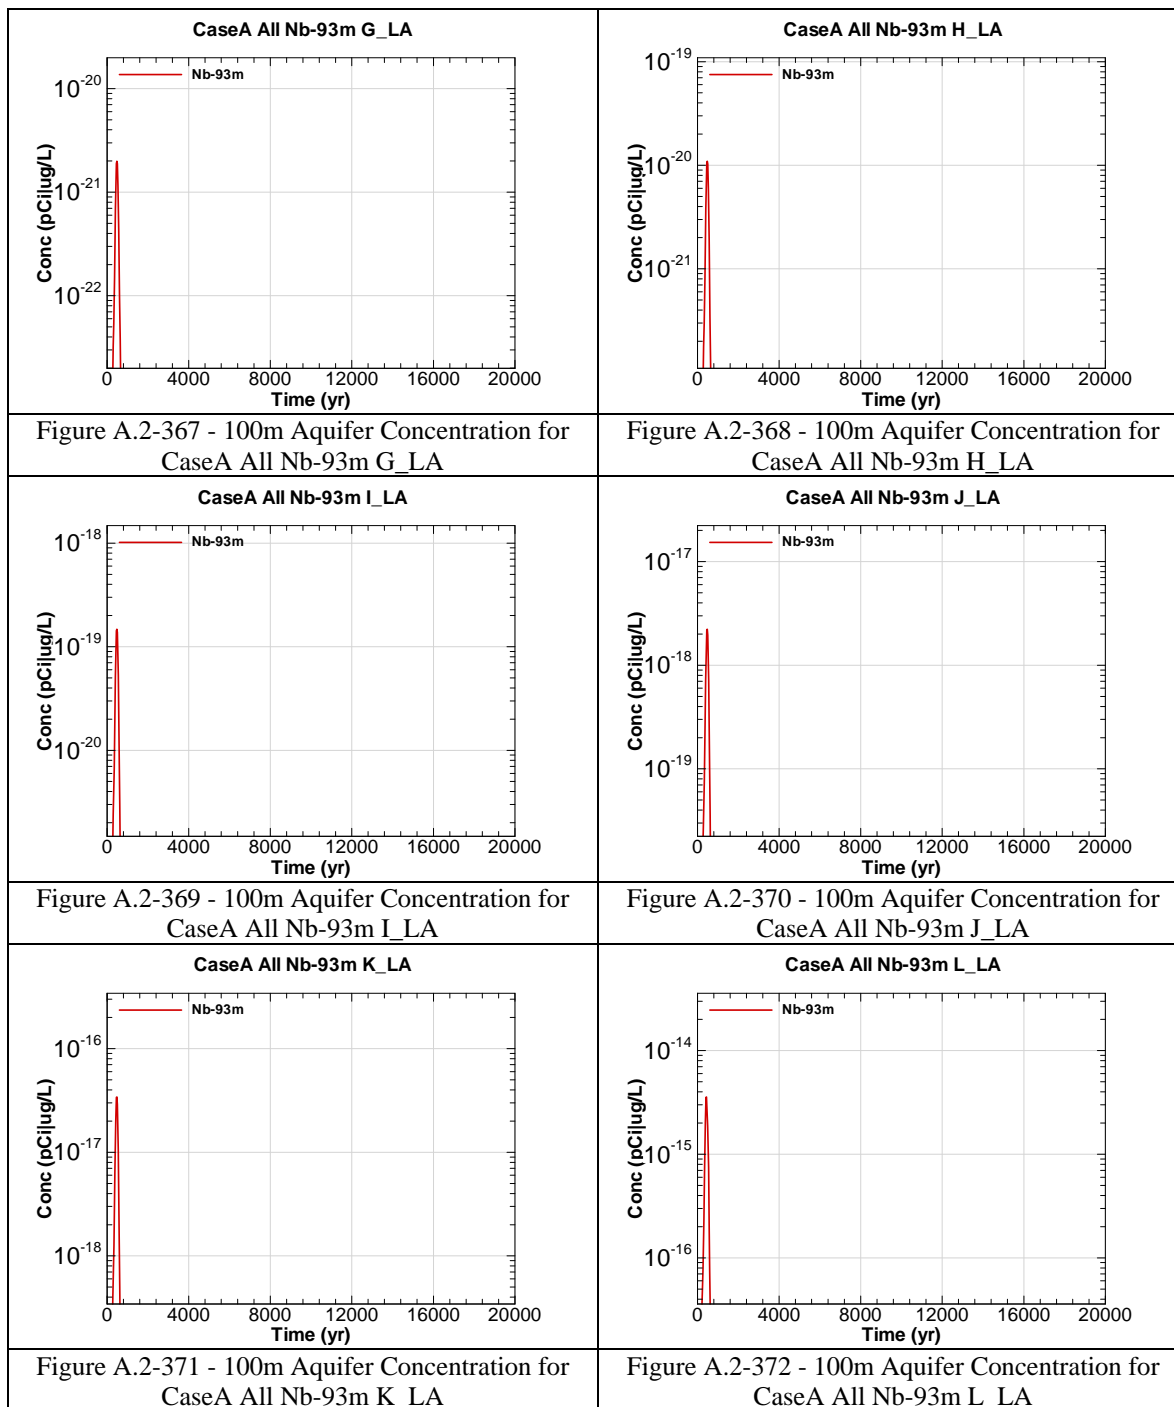 CaseA All Nb-93m G_LA
Nb-93m
10-20
10-21
10-22
Conc (pCi|ug/L)
0 4000 8000 12000 16000 20000
Time (yr)
Figure A.2-367 - 100m Aquifer Concentration for
CaseA All Nb-93m G_LA
CaseA All Nb-93m H_LA
Nb-93m
10-19
10-20
10-21
Conc (pCi|ug/L)
0 4000 8000 12000 16000 20000
Time (yr)
Figure A.2-368 - 100m Aquifer Concentration for
CaseA All Nb-93m H_LA
CaseA All Nb-93m I_LA
Nb-93m
10-18
10-19
10-20
Conc (pCi|ug/L)
0 4000 8000 12000 16000 20000
Time (yr)
Figure A.2-369 - 100m Aquifer Concentration for
CaseA All Nb-93m I_LA
CaseA All Nb-93m J_LA
Nb-93m
10-17
10-18
10-19
Conc (pCi|ug/L)
0 4000 8000 12000 16000 20000
Time (yr)
Figure A.2-370 - 100m Aquifer Concentration for
CaseA All Nb-93m J_LA
CaseA All Nb-93m K_LA
Nb-93m
10-16
10-17
10-18
Conc (pCi|ug/L)
0 4000 8000 12000 16000 20000
Time (yr)
Figure A.2-371 - 100m Aquifer Concentration for
CaseA All Nb-93m K_LA
CaseA All Nb-93m L_LA
Nb-93m
10-14
10-15
10-16
Conc (pCi|ug/L)
0 4000 8000 12000 16000 20000
Time (yr)
Figure A.2-372 - 100m Aquifer Concentration for
CaseA All Nb-93m L_LA